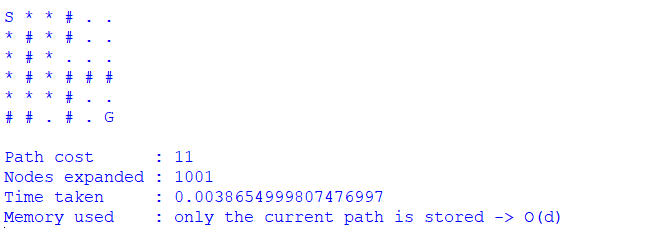 S * * # . .
* # * # . .
* # * . . .
* # * # # #
* * * # . .
# # . # . G
Path cost      : 11
Nodes expanded : 1001
Time taken     : 0.0038654999807476997
Memory used    : only the current path is stored -> O(d)